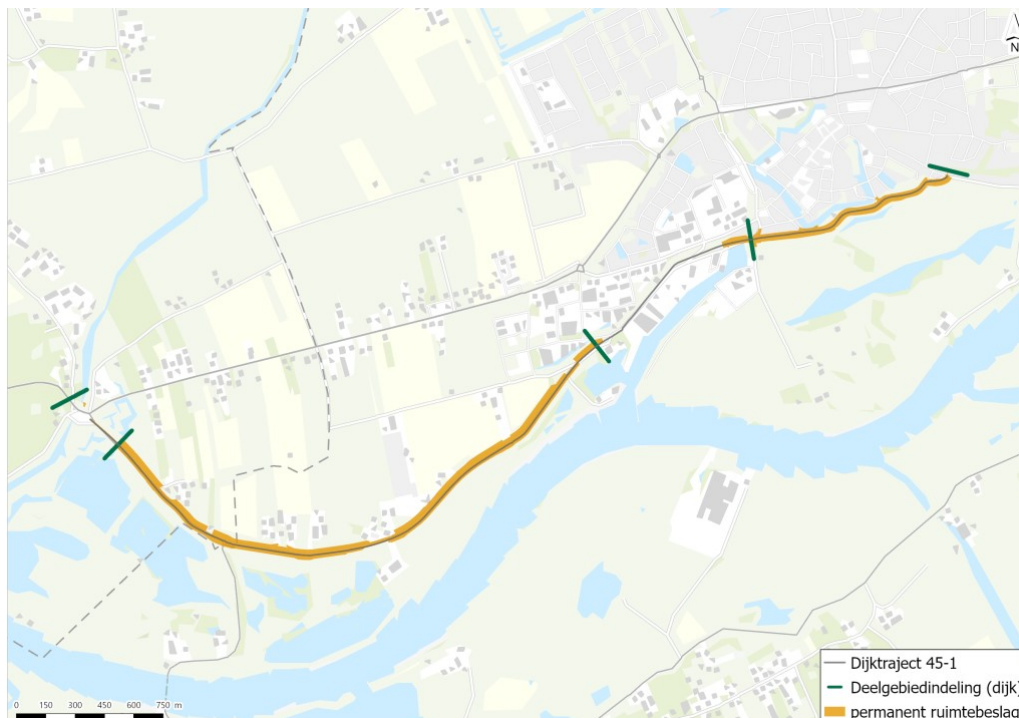 N
Dijktraject 45-1
Deelgebiedindeling (dijk)
permanent ruimtebeslag
0 150 300 450 600 750 m